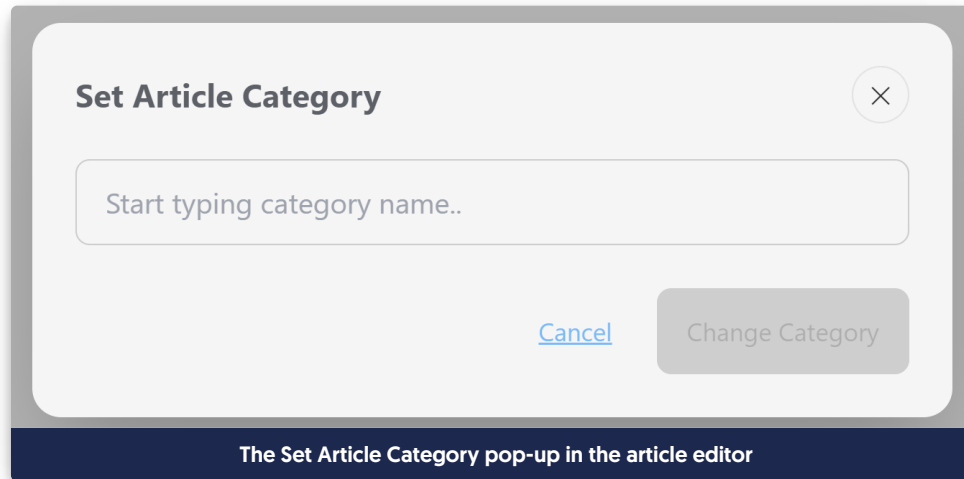 Set Article Category
Start typing category name..
Cancel
Change Category
The Set Article Category pop-up in the article editor